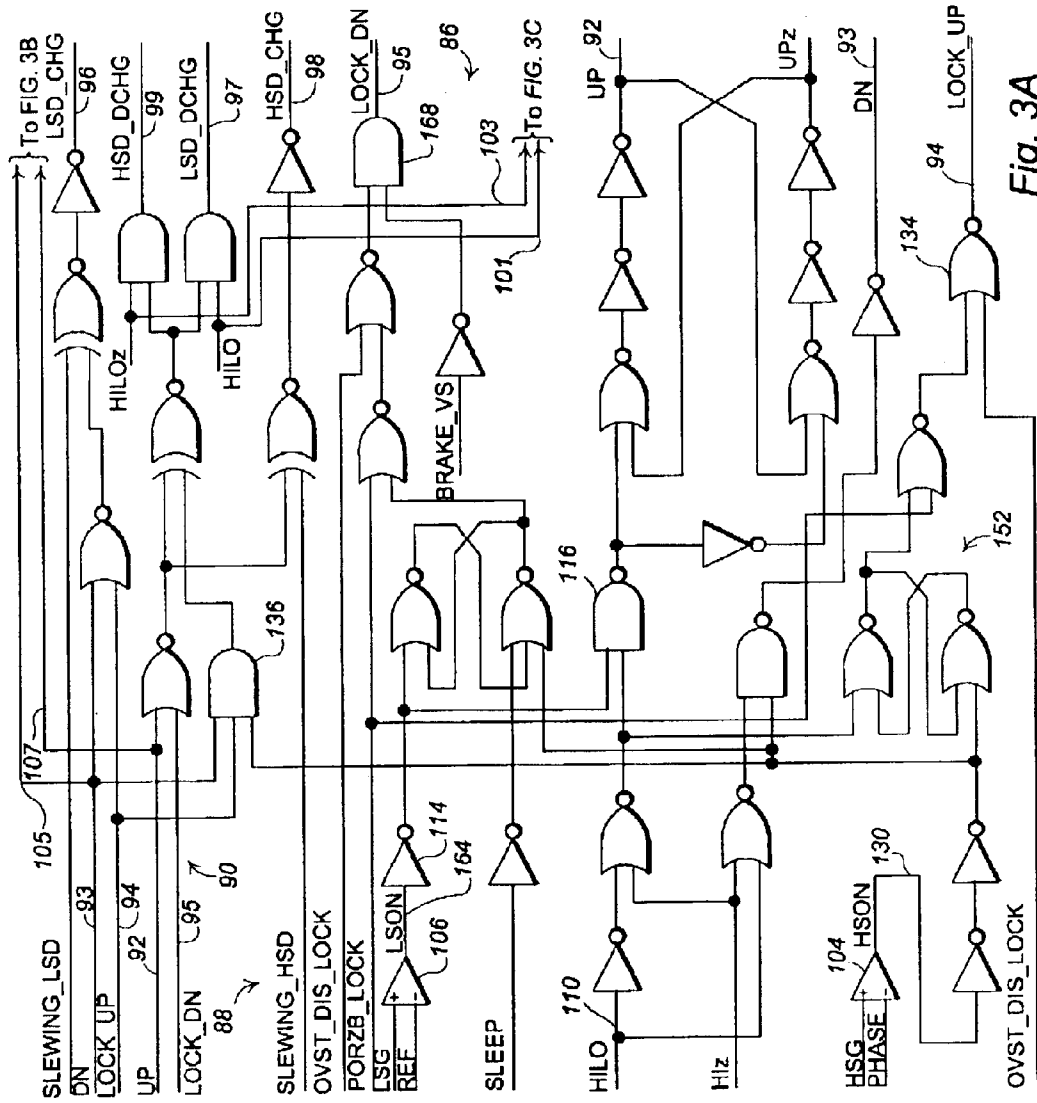 SLEWING_LSD
DN
LOCK_UP
UP
LOCK_DN
SLEWING_HSD
OVST_DIS_LOCK
PORZB_LOCK
LSG
REF
SLEEP
HILO
HIz
HSG
PHASE
OVST_DIS_LOCK
93
94
92
95
105
107
90
88
136
HILOz
HILO
To FIG. 3B
LSD_CHG
96
HSD_DCHG
99
LSD_DCHG
97
HSD_CHG
98
LOCK_DN
95
168
86
103
To FIG. 3C
101
BRAKE_VS
LSON
+
-
106
114
164
116
110
104
+
-
HSON
130
152
134
UP
92
UPz
DN
93
LOCK_UP
94
Fig. 3A